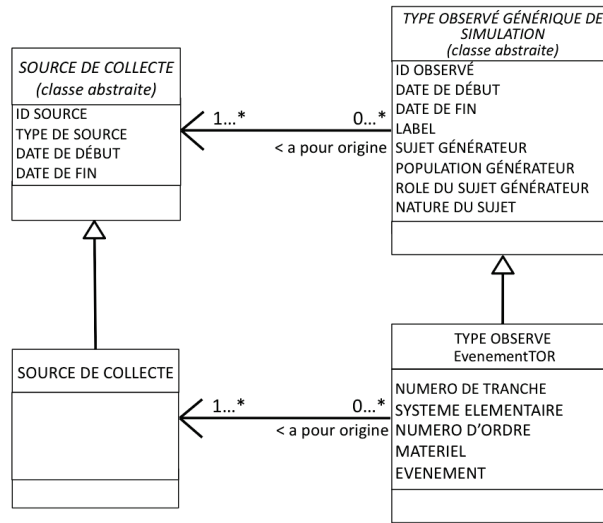 SOURCE DE COLLECTE
(classe abstraite)
ID SOURCE
TYPE DE SOURCE
DATE DE DÉBUT
DATE DE FIN
1...*
0...*
< a pour origine
TYPE OBSERVÉ GÉNÉRIQUE DE
SIMULATION
(classe abstraite)
ID OBSERVÉ
DATE DE DÉBUT
DATE DE FIN
LABEL
SUJET GÉNÉRATEUR
POPULATION GÉNÉRATEUR
ROLE DU SUJET GÉNÉRATEUR
NATURE DU SUJET
SOURCE DE COLLECTE
1...*
0...*
< a pour origine
TYPE OBSERVE
EvenementTOR
NUMERO DE TRANCHE
SYSTEME ELEMENTAIRE
NUMERO D'ORDRE
MATERIEL
EVENEMENT